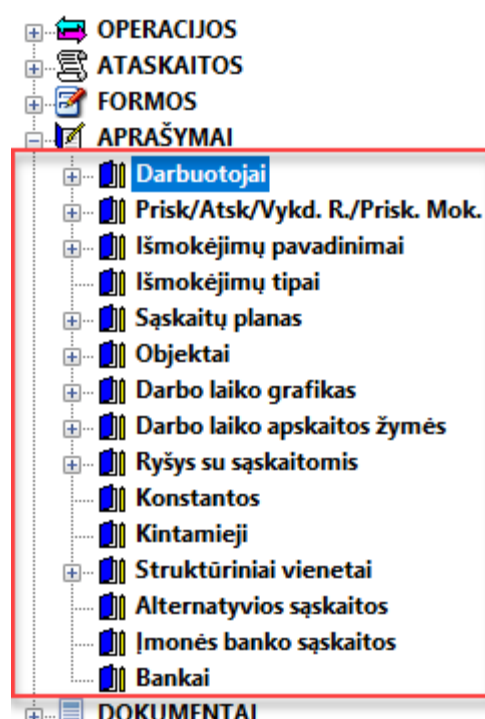 OPERACIJOS
ATASKAITOS
FORMOS
APRAŠYMAI
Darbuotojai
Prisk/Atsk/Vykd. R./Prisk. Mok.
Išmokėjimų pavadinimai
Išmokėjimų tipai
Sąskaitų planas
Objektai
Darbo laiko grafikas
Darbo laiko apskaitos žymės
Ryšys su sąskaitomis
Konstantos
Kintamieji
Struktūriniai vienetai
Alternatyvios sąskaitos
Įmonės banko sąskaitos
Bankai
DOKUMENTAI